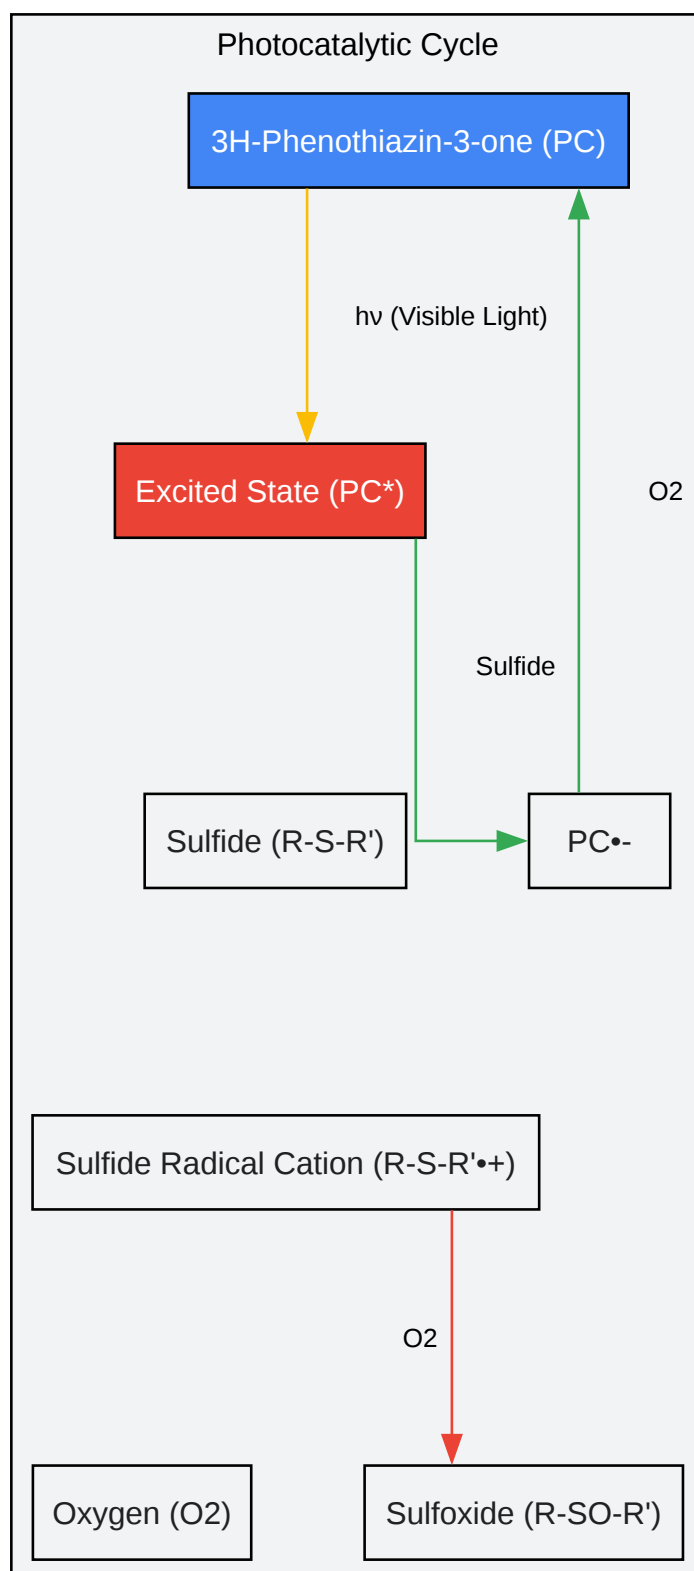 Photocatalytic Cycle
3H-Phenothiazin-3-one (PC)
hν (Visible Light)
Excited State (PC*)
O2
Sulfide
Sulfide (R-S-R')
PC•-
Sulfide Radical Cation (R-S-R'•+)
O2
Oxygen (O2)
Sulfoxide (R-SO-R')